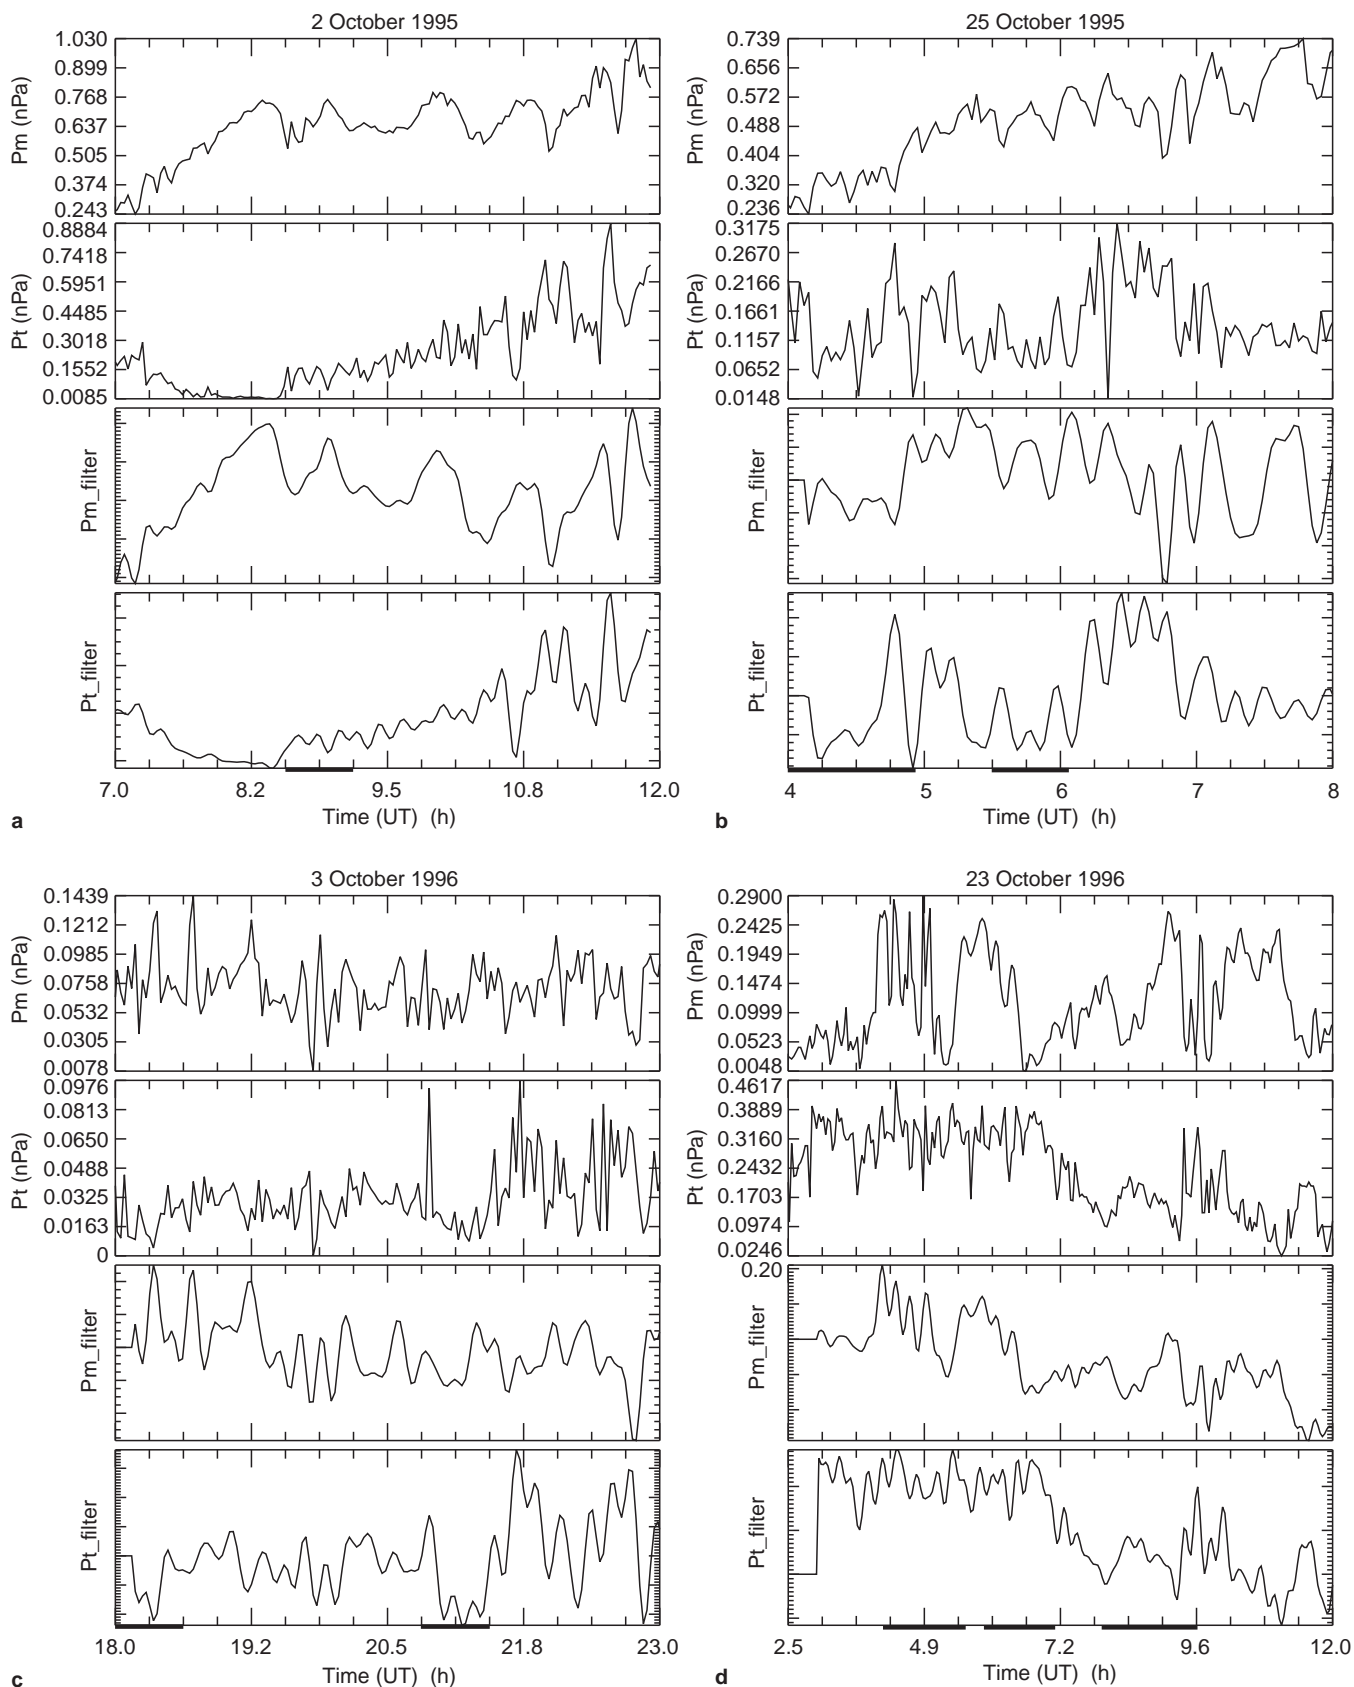 2 October 1995
1.030
0.899
0.768
0.637
0.505
0.374
0.243
Pm (nPa)
0.8884
0.7418
0.5951
0.4485
0.3018
0.1552
0.0085
Pt (nPa)
Pm_filter
Pt_filter
7.0 8.2 9.5 10.8 12.0
Time (UT) (h)
a
25 October 1995
0.739
0.656
0.572
0.488
0.404
0.320
0.236
Pm (nPa)
0.3175
0.2670
0.2166
0.1661
0.1157
0.0652
0.0148
Pt (nPa)
Pm_filter
Pt_filter
4 5 6 7 8
Time (UT) (h)
b
3 October 1996
0.1439
0.1212
0.0985
0.0758
0.0532
0.0305
0.0078
Pm (nPa)
0.0976
0.0813
0.0650
0.0488
0.0325
0.0163
0
Pt (nPa)
Pm_filter
Pt_filter
18.0 19.2 20.5 21.8 23.0
Time (UT) (h)
c
23 October 1996
0.2900
0.2425
0.1949
0.1474
0.0999
0.0523
0.0048
Pm (nPa)
0.4617
0.3889
0.3160
0.2432
0.1703
0.0974
0.0246
Pt (nPa)
0.20
Pm_filter
Pt_filter
2.5 4.9 7.2 9.6 12.0
Time (UT) (h)
d